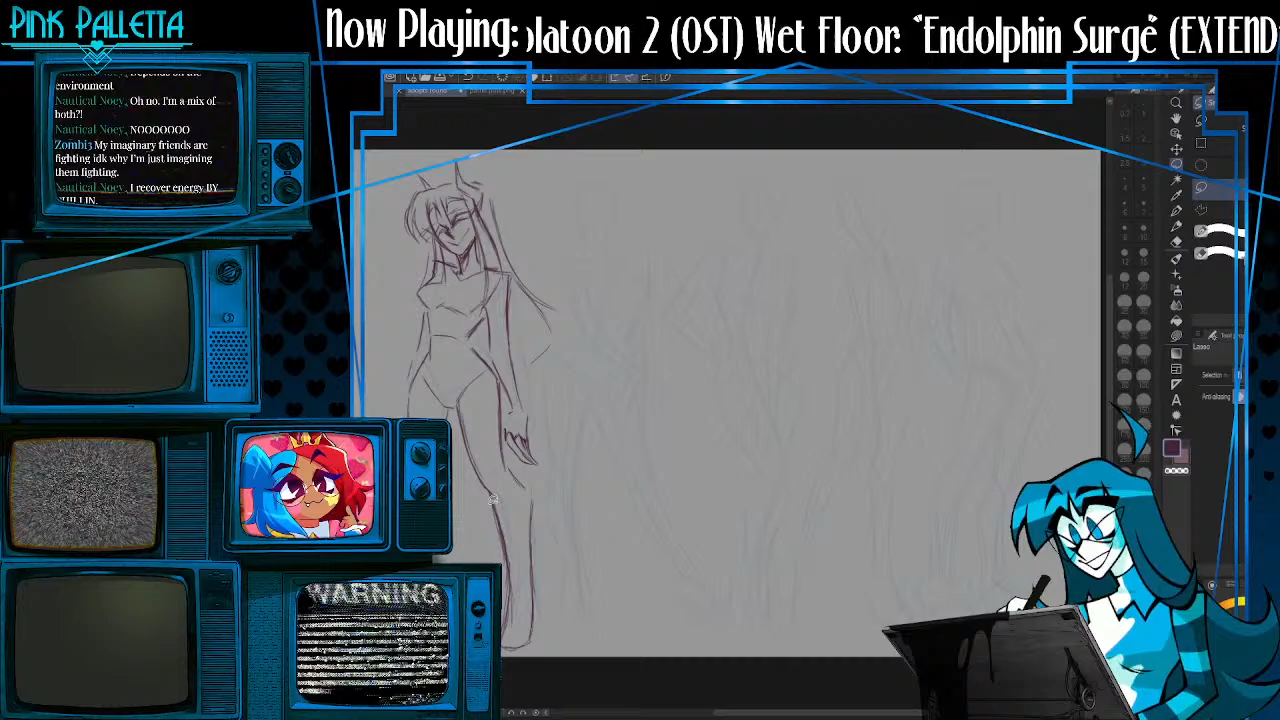 PINK PALLETTA
Now Playing: platoon 2 (OST) Wet Floor: "Endolphin Surge" (EXTEND
environment
Nautical Noey, Oh no. I'm a mix of
both?!
Nautical Noey, NOOOOOOO
Zombi3 My imaginary friends are
fighting idk why I'm just imagining
them fighting.
Nautical Noey, I recover energy BY
WARNING
Lasso